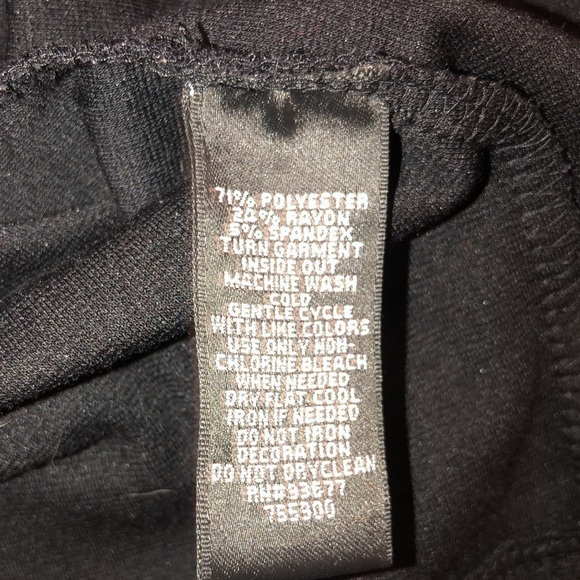 71% POLYESTER
24% RAYON
5% SPANDEX
TURN GARMENT
INSIDE OUT
MACHINE WASH
COLD
GENTLE CYCLE
WITH LIKE COLORS
USE ONLY NON-
CHLORINE BLEACH
WHEN NEEDED
DRY FLAT COOL
IRON IF NEEDED
DO NOT IRON
DECORATION
DO NOT DRYCLEAN
RN#93677
755300